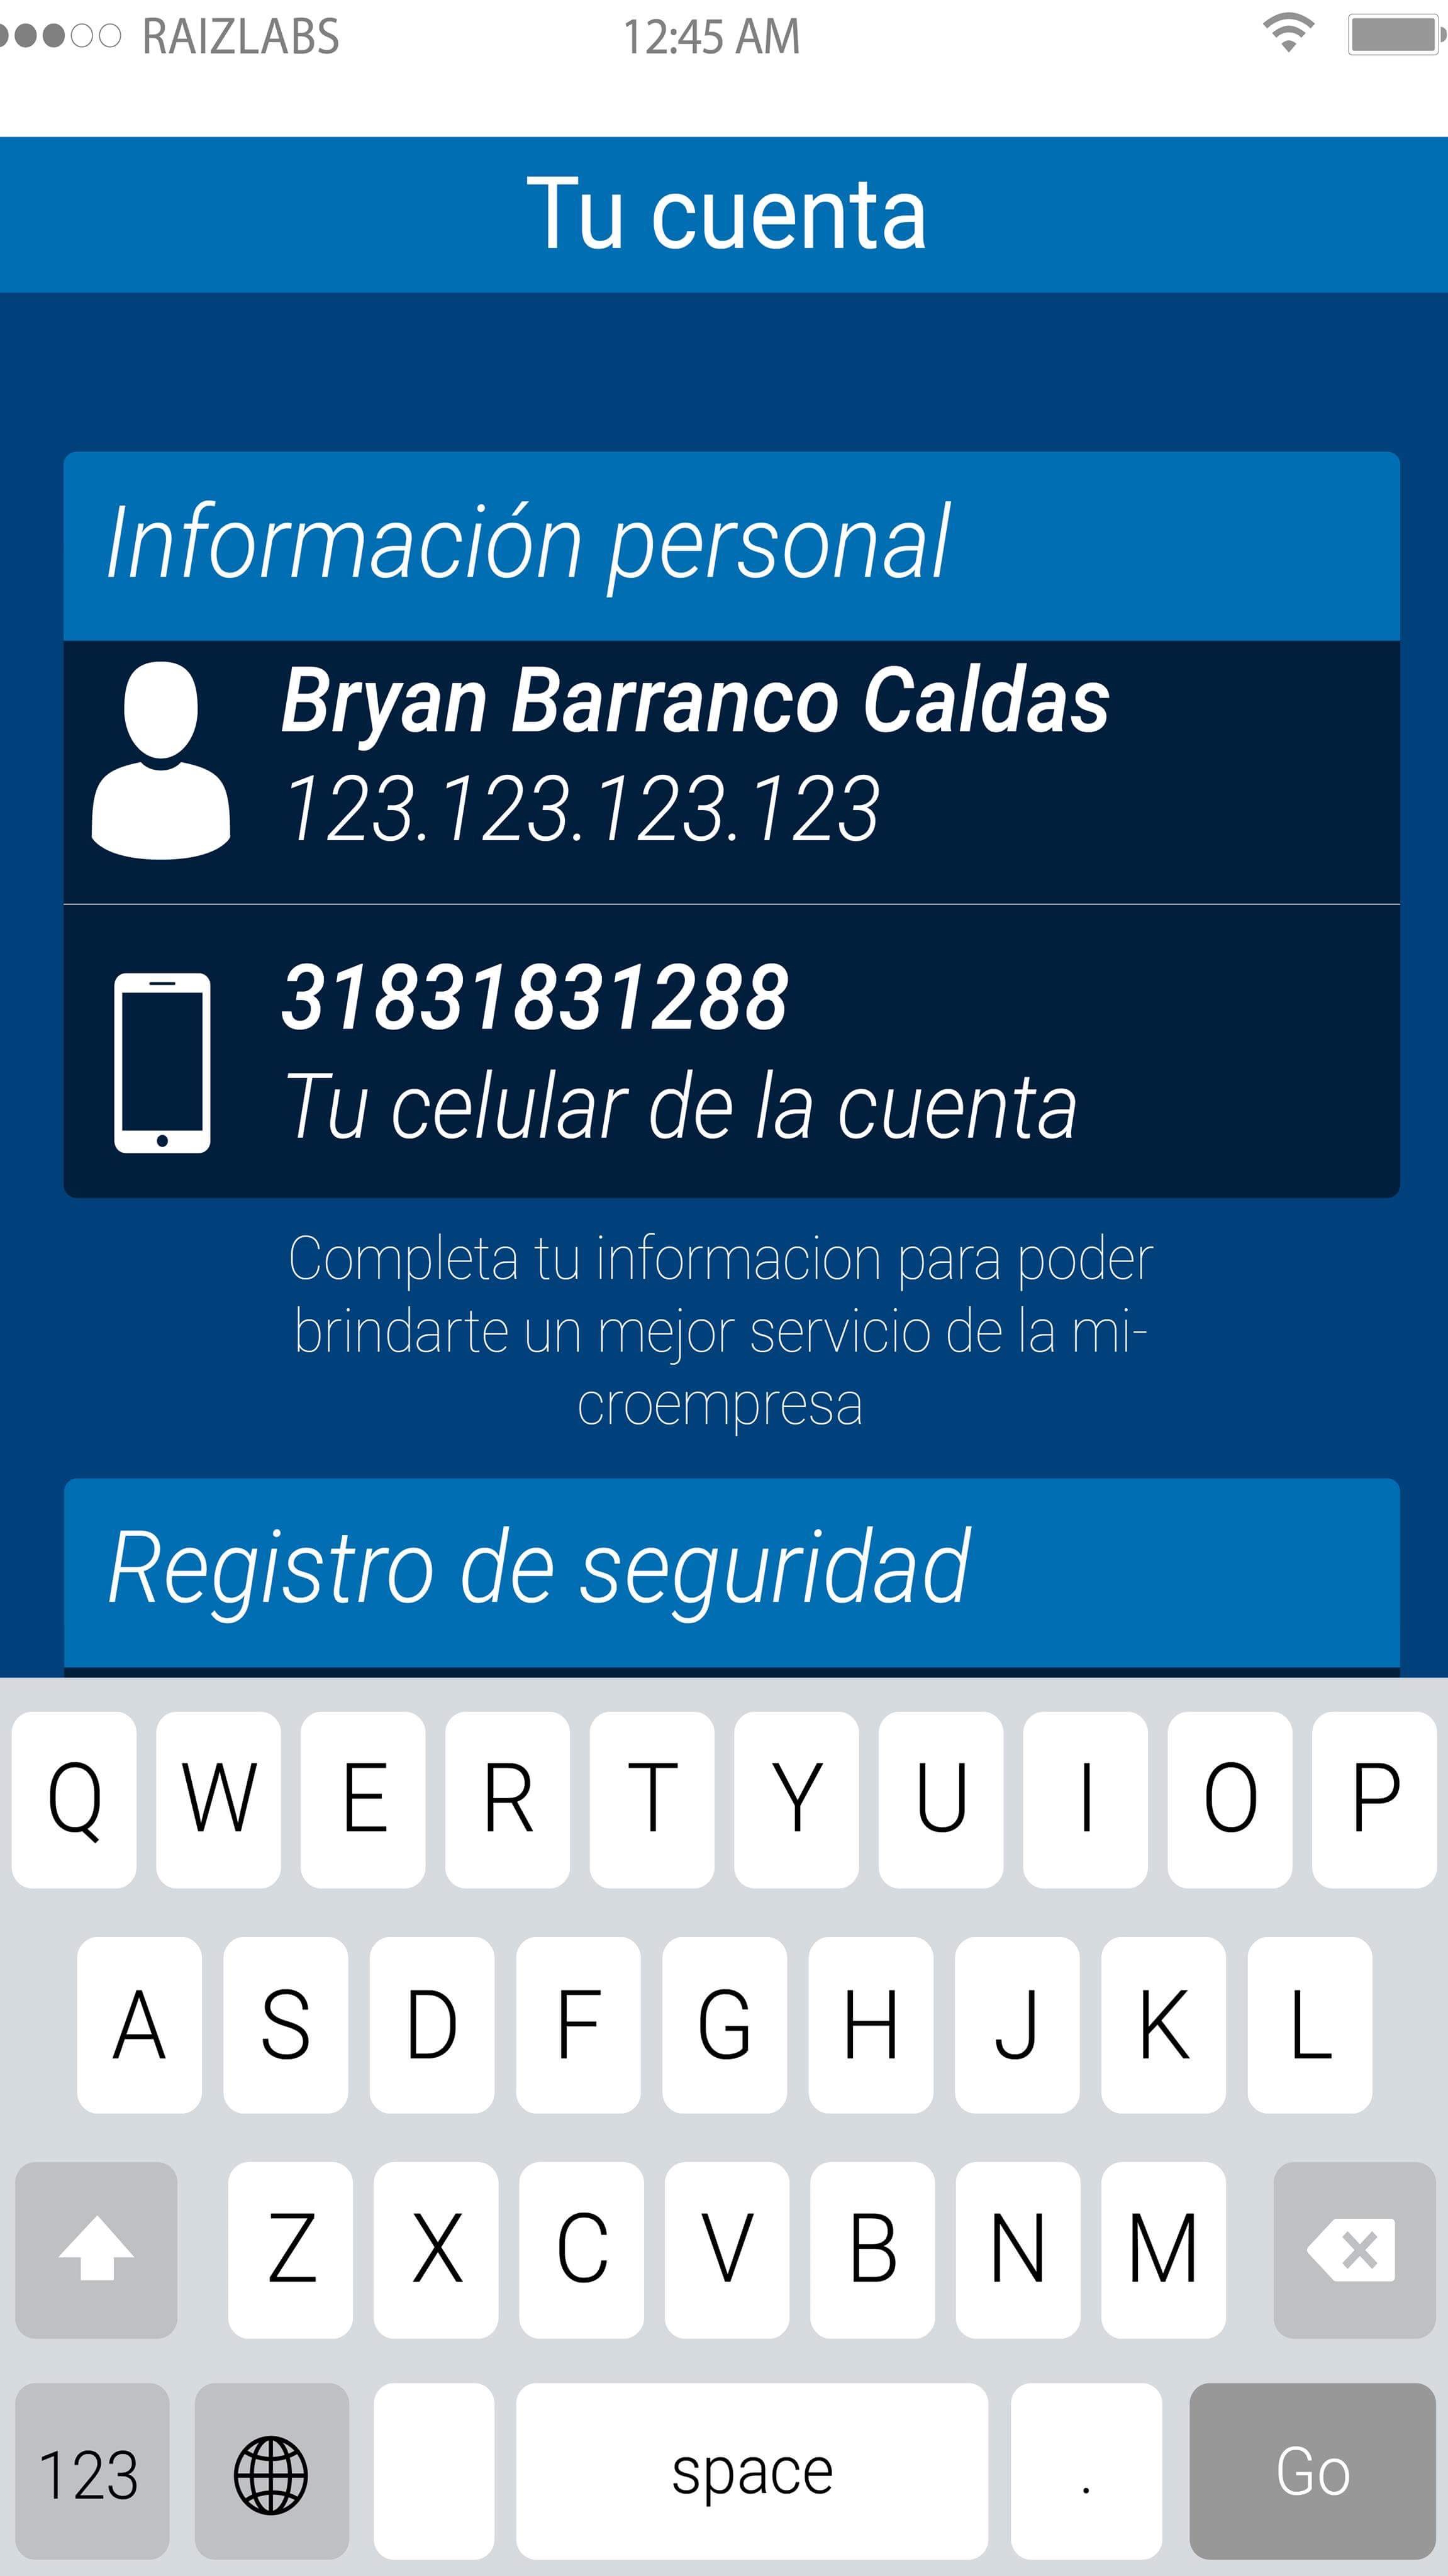 RAIZLABS 12:45 AM
Tu cuenta
Información personal
Bryan Barranco Caldas
123.123.123.123
31831831288
Tu celular de la cuenta
Completa tu informacion para poder
brindarte un mejor servicio de la mi-
croempresa
Registro de seguridad
Q W E R T Y U I O P
A S D F G H J K L
Z X C V B N M
123 space . Go